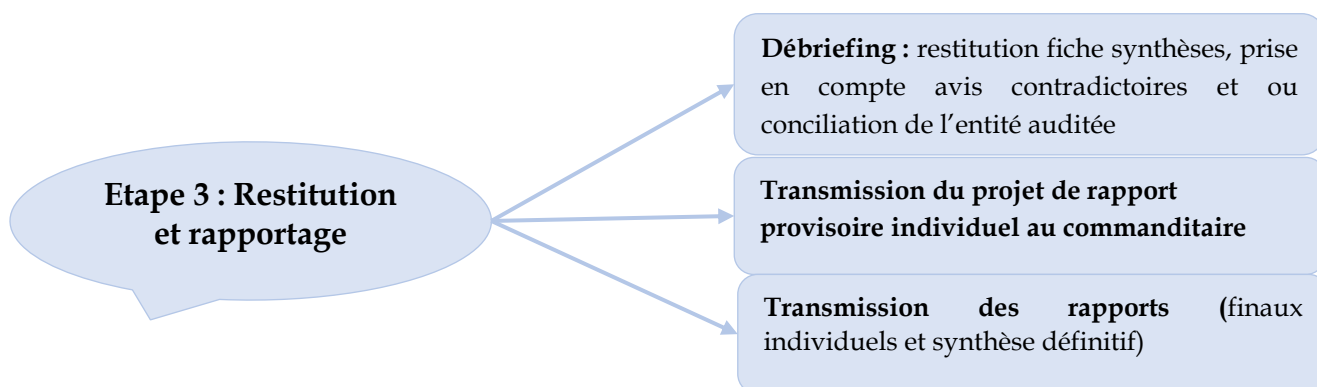 Etape 3 : Restitution
et rapportage
Débriefing : restitution fiche synthèses, prise
en compte avis contradictoires et ou
conciliation de l’entité auditée
Transmission du projet de rapport
provisoire individuel au commanditaire
Transmission des rapports (finaux
individuels et synthèse définitif)